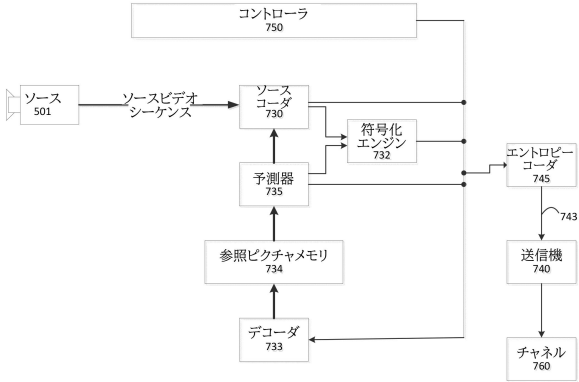 コントローラ
750
ソース
501
ソースビデオ
シーケンス
ソース
コーダ
730
符号化
エンジン
732
エントロピー
コーダ
745
予測器
735
743
参照ピクチャメモリ
734
送信機
740
デコーダ
733
チャネル
760